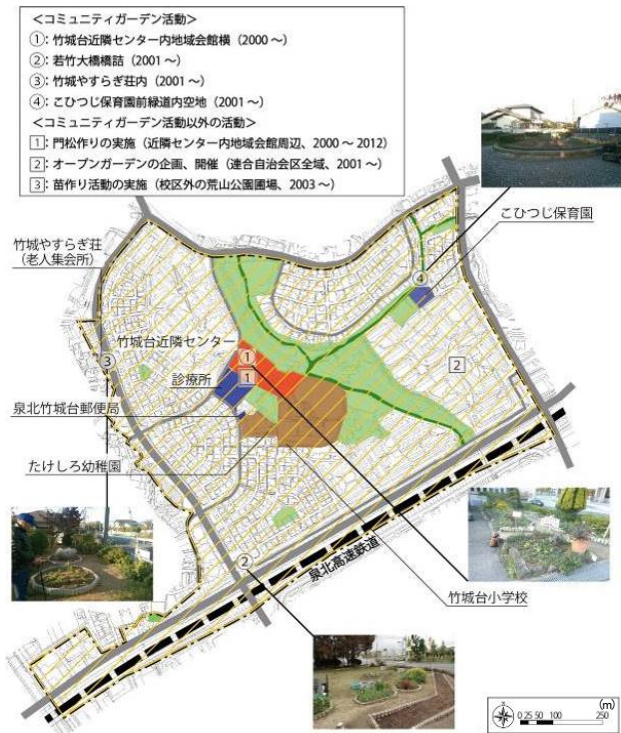 ＜コミュニティガーデン活動＞
①：竹城台近隣センター内地域会館横（2000 ～）
②：若竹大橋橋詰（2001 ～）
③：竹城やすらぎ荘内（2001 ～）
④：こひつじ保育園前緑道内空地（2001 ～）
＜コミュニティガーデン活動以外の活動＞
1：門松作りの実施（近隣センター内地域会館周辺、2000 ～ 2012）
2：オープンガーデンの企画、開催（連合自治会区全域、2001 ～）
3：苗作り活動の実施（校区外の荒山公園圃場、2003 ～）
こひつじ保育園
竹城やすらぎ荘
（老人集会所）
④
竹城台近隣センター
③
①
2
診療所
1
泉北竹城台郵便局
たけしろ幼稚園
泉北高速鉄道
②
竹城台小学校
(m)
0 25 50 100 250